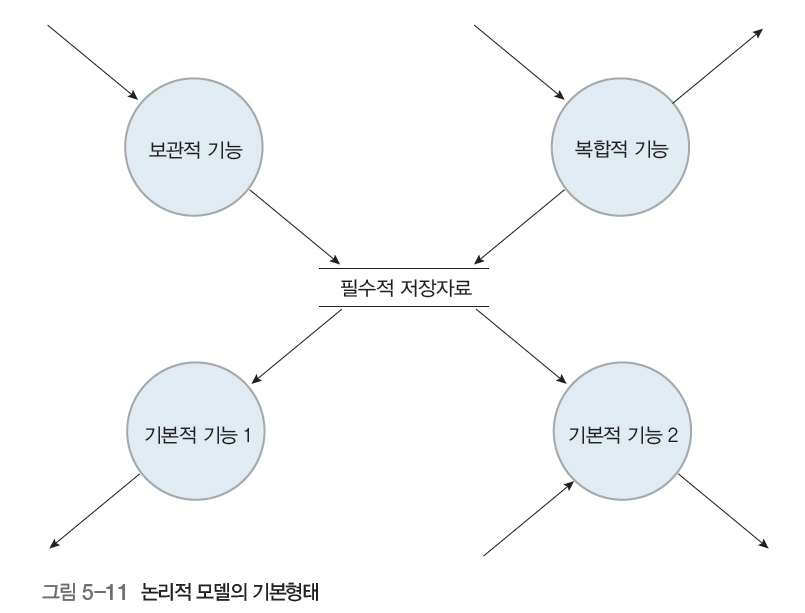 보관적 기능
복합적 기능
필수적 저장자료
기본적 기능 1
기본적 기능 2
그림 5-11 논리적 모델의 기본형태